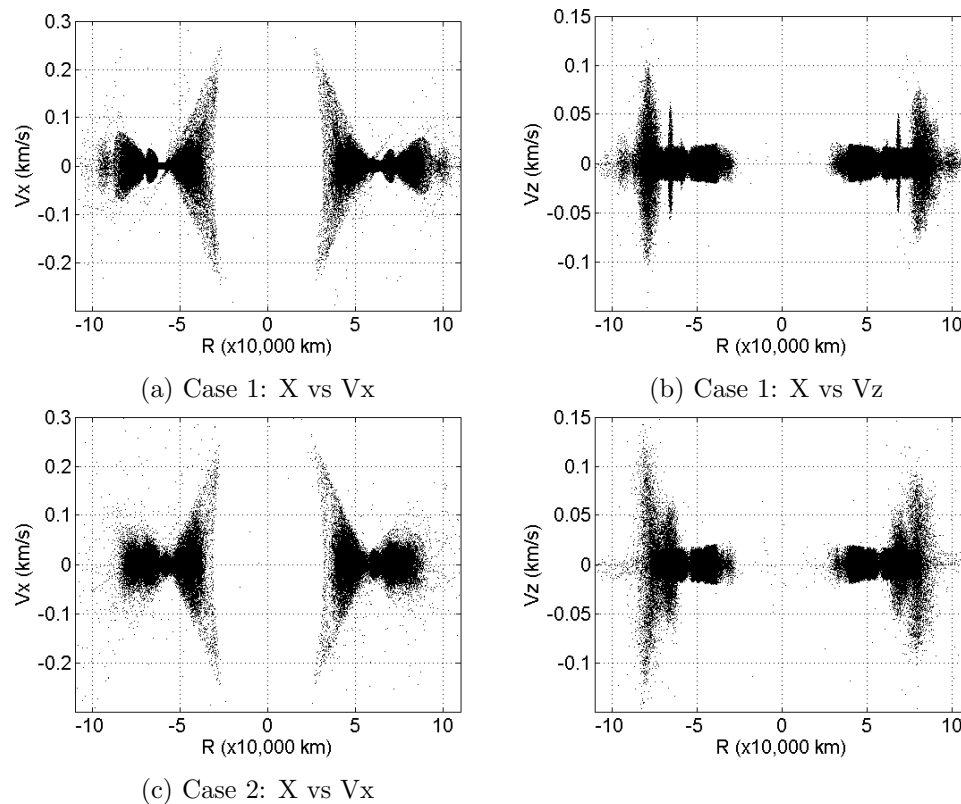 0.3
0.2
0.1
0
-0.1
-0.2
Vx (km/s)
-10 -5 0 5 10
R (x10,000 km)
(a) Case 1: X vs Vx
0.15
0.1
0.05
0
-0.05
-0.1
Vz (km/s)
-10 -5 0 5 10
R (x10,000 km)
(b) Case 1: X vs Vz
0.3
0.2
0.1
0
-0.1
-0.2
Vx (km/s)
-10 -5 0 5 10
R (x10,000 km)
(c) Case 2: X vs Vx
0.15
0.1
0.05
0
-0.05
-0.1
Vz (km/s)
-10 -5 0 5 10
R (x10,000 km)